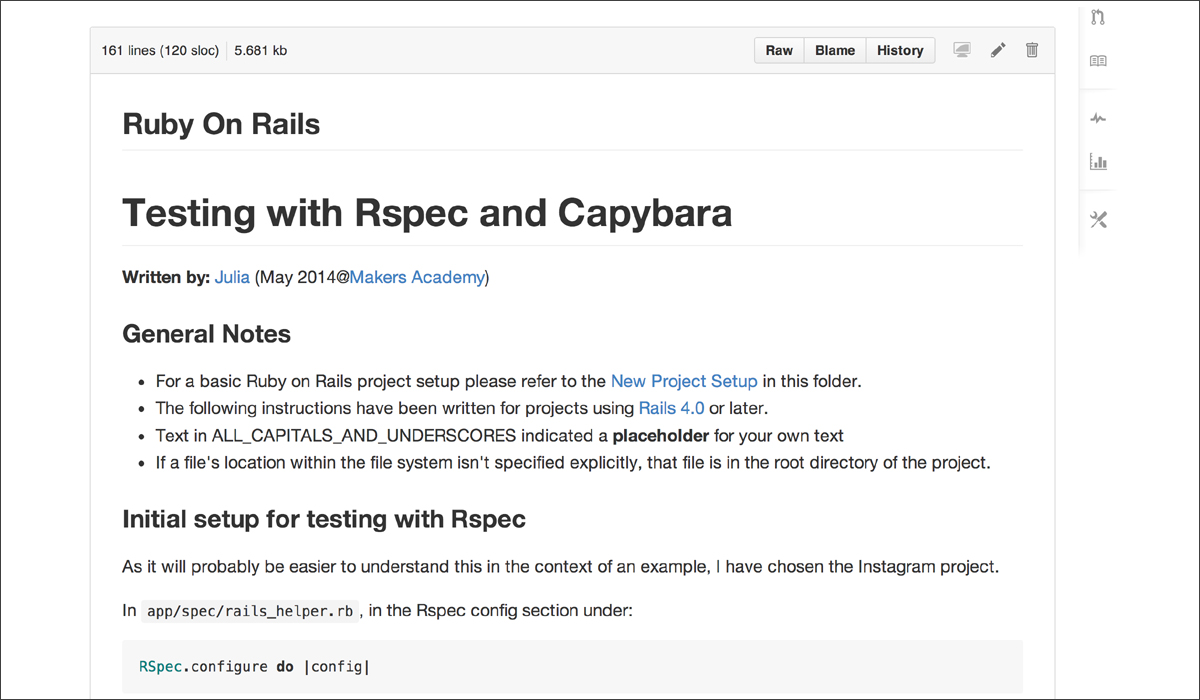 161 lines (120 sloc) 5.681 kb Raw Blame History
Ruby On Rails
Testing with Rspec and Capybara
Written by: Julia (May 2014@Makers Academy)
General Notes
• For a basic Ruby on Rails project setup please refer to the New Project Setup in this folder.
• The following instructions have been written for projects using Rails 4.0 or later.
• Text in ALL_CAPITALS_AND_UNDERSCORES indicated a placeholder for your own text
• If a file's location within the file system isn't specified explicitly, that file is in the root directory of the project.
Initial setup for testing with Rspec
As it will probably be easier to understand this in the context of an example, I have chosen the Instagram project.
In app/spec/rails_helper.rb, in the Rspec config section under:
RSpec.configure do |config|